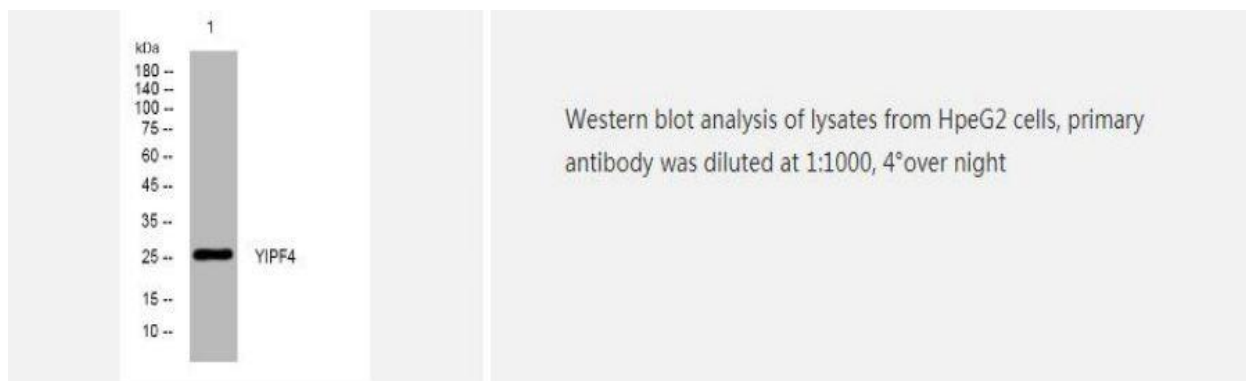 1
kDa
180 --
140 --
100 --
75 --
60 --
45 --
35 --
25 -- YIPF4
15 --
10 --
Western blot analysis of lysates from HpeG2 cells, primary
antibody was diluted at 1:1000, 4°over night